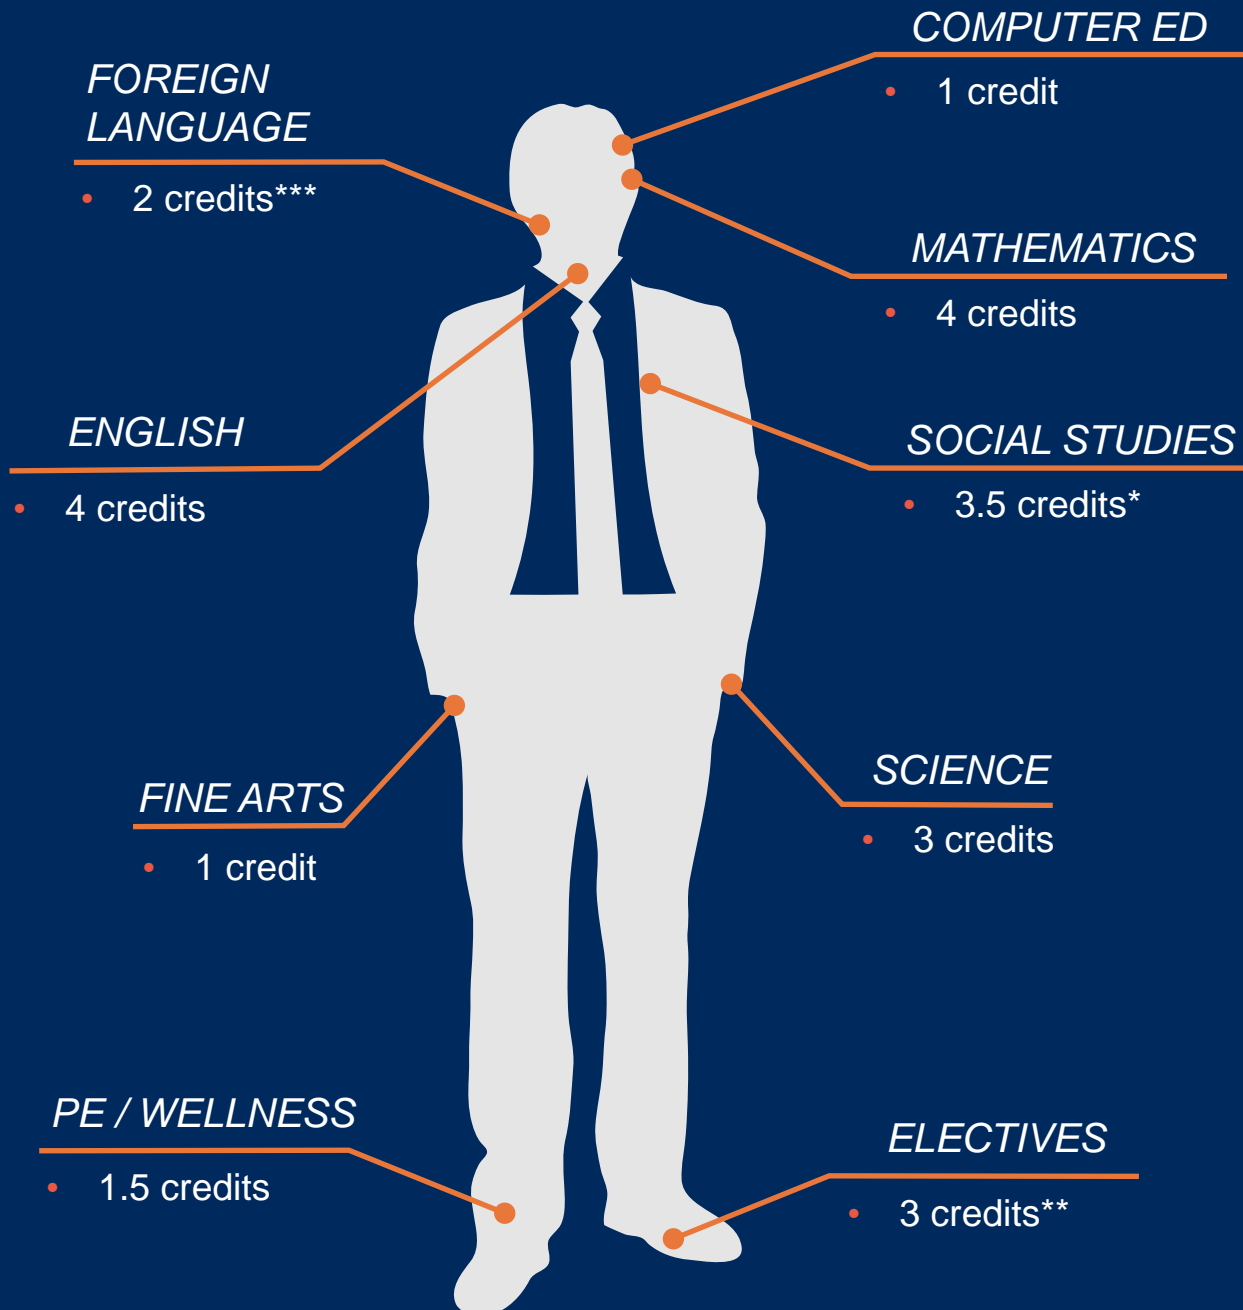 COMPUTER ED
• 1 credit
FOREIGN
LANGUAGE
• 2 credits***
MATHEMATICS
• 4 credits
ENGLISH
• 4 credits
SOCIAL STUDIES
• 3.5 credits*
FINE ARTS
• 1 credit
SCIENCE
• 3 credits
PE / WELLNESS
• 1.5 credits
ELECTIVES
• 3 credits**